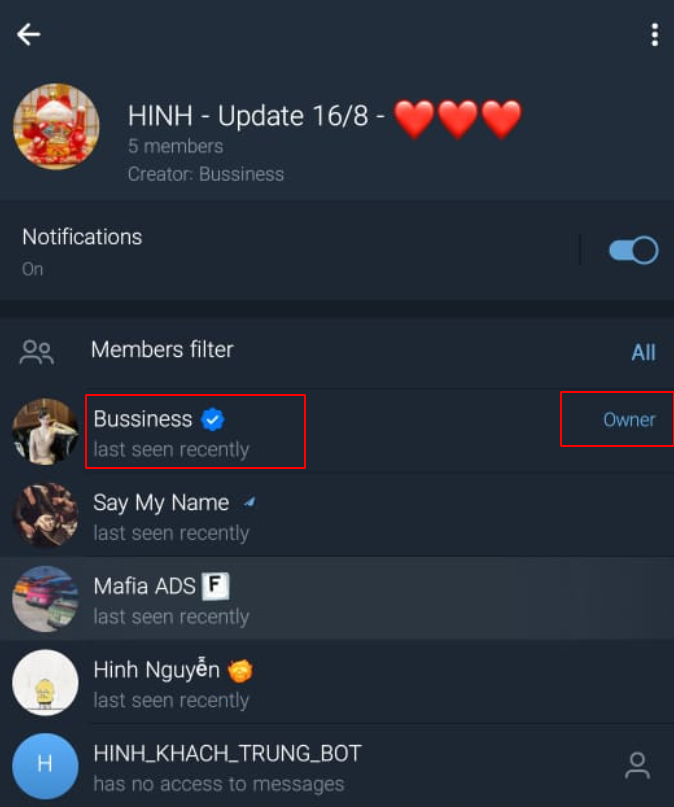 HINH - Update 16/8 - ❤️❤️❤️
5 members
Creator: Bussiness
Notifications
On
Members filter
All
Bussiness
Owner
last seen recently
Say My Name
last seen recently
Mafia ADS F
last seen recently
Hinh Nguyễn
last seen recently
H
HINH_KHACH_TRUNG_BOT
has no access to messages